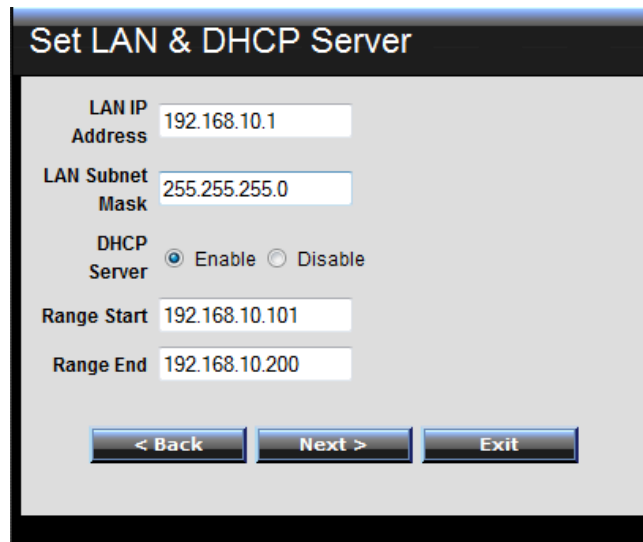 Set LAN & DHCP Server
LAN IP
Address
192.168.10.1
LAN Subnet
Mask
255.255.255.0
DHCP
Server
Enable Disable
Range Start 192.168.10.101
Range End 192.168.10.200
< Back Next > Exit